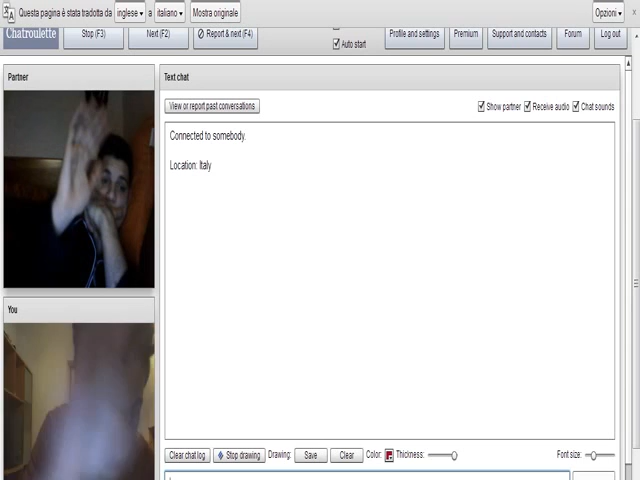 Questa pagina è stata tradotta da inglese a italiano Mostra originale Opzioni x
Chatroulette Stop (F3) Next (F2) Report & next (F4) Auto start Profile and settings Premium Support and contacts Forum Log out
Partner
Text chat
View or report past conversations Show partner Receive audio Chat sounds
Connected to somebody.
Location: Italy
You
Clear chat log Stop drawing Drawing: Save Clear Color: Thickness: Font size: